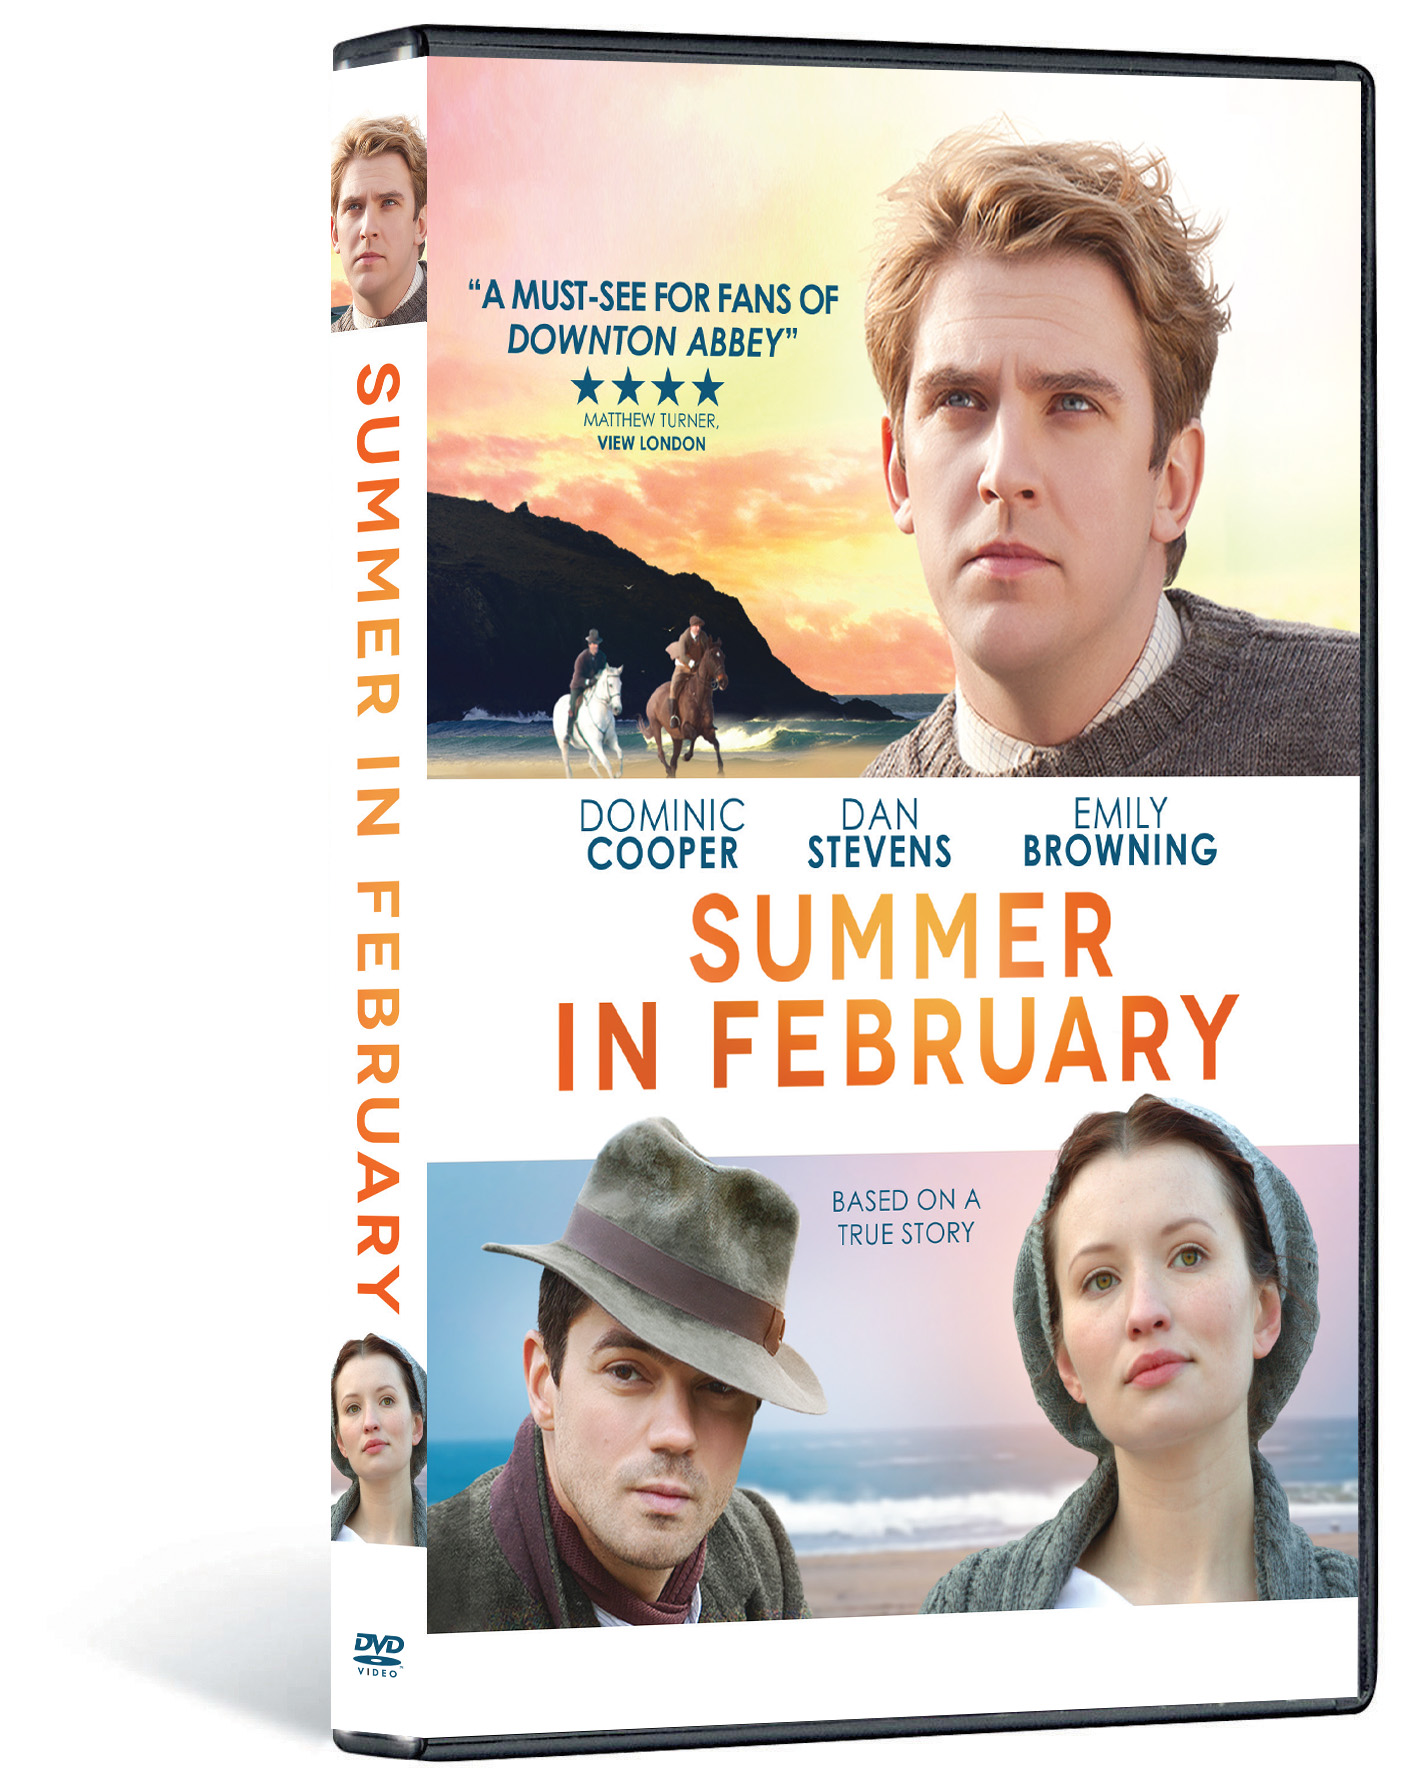 "A MUST-SEE FOR FANS OF
DOWNTON ABBEY"
★★★★
MATTHEW TURNER,
VIEW LONDON
DOMINIC
COOPER
DAN
STEVENS
EMILY
BROWNING
SUMMER
IN FEBRUARY
BASED ON A
TRUE STORY
SUMMER IN FEBRUARY
DVD
VIDEO